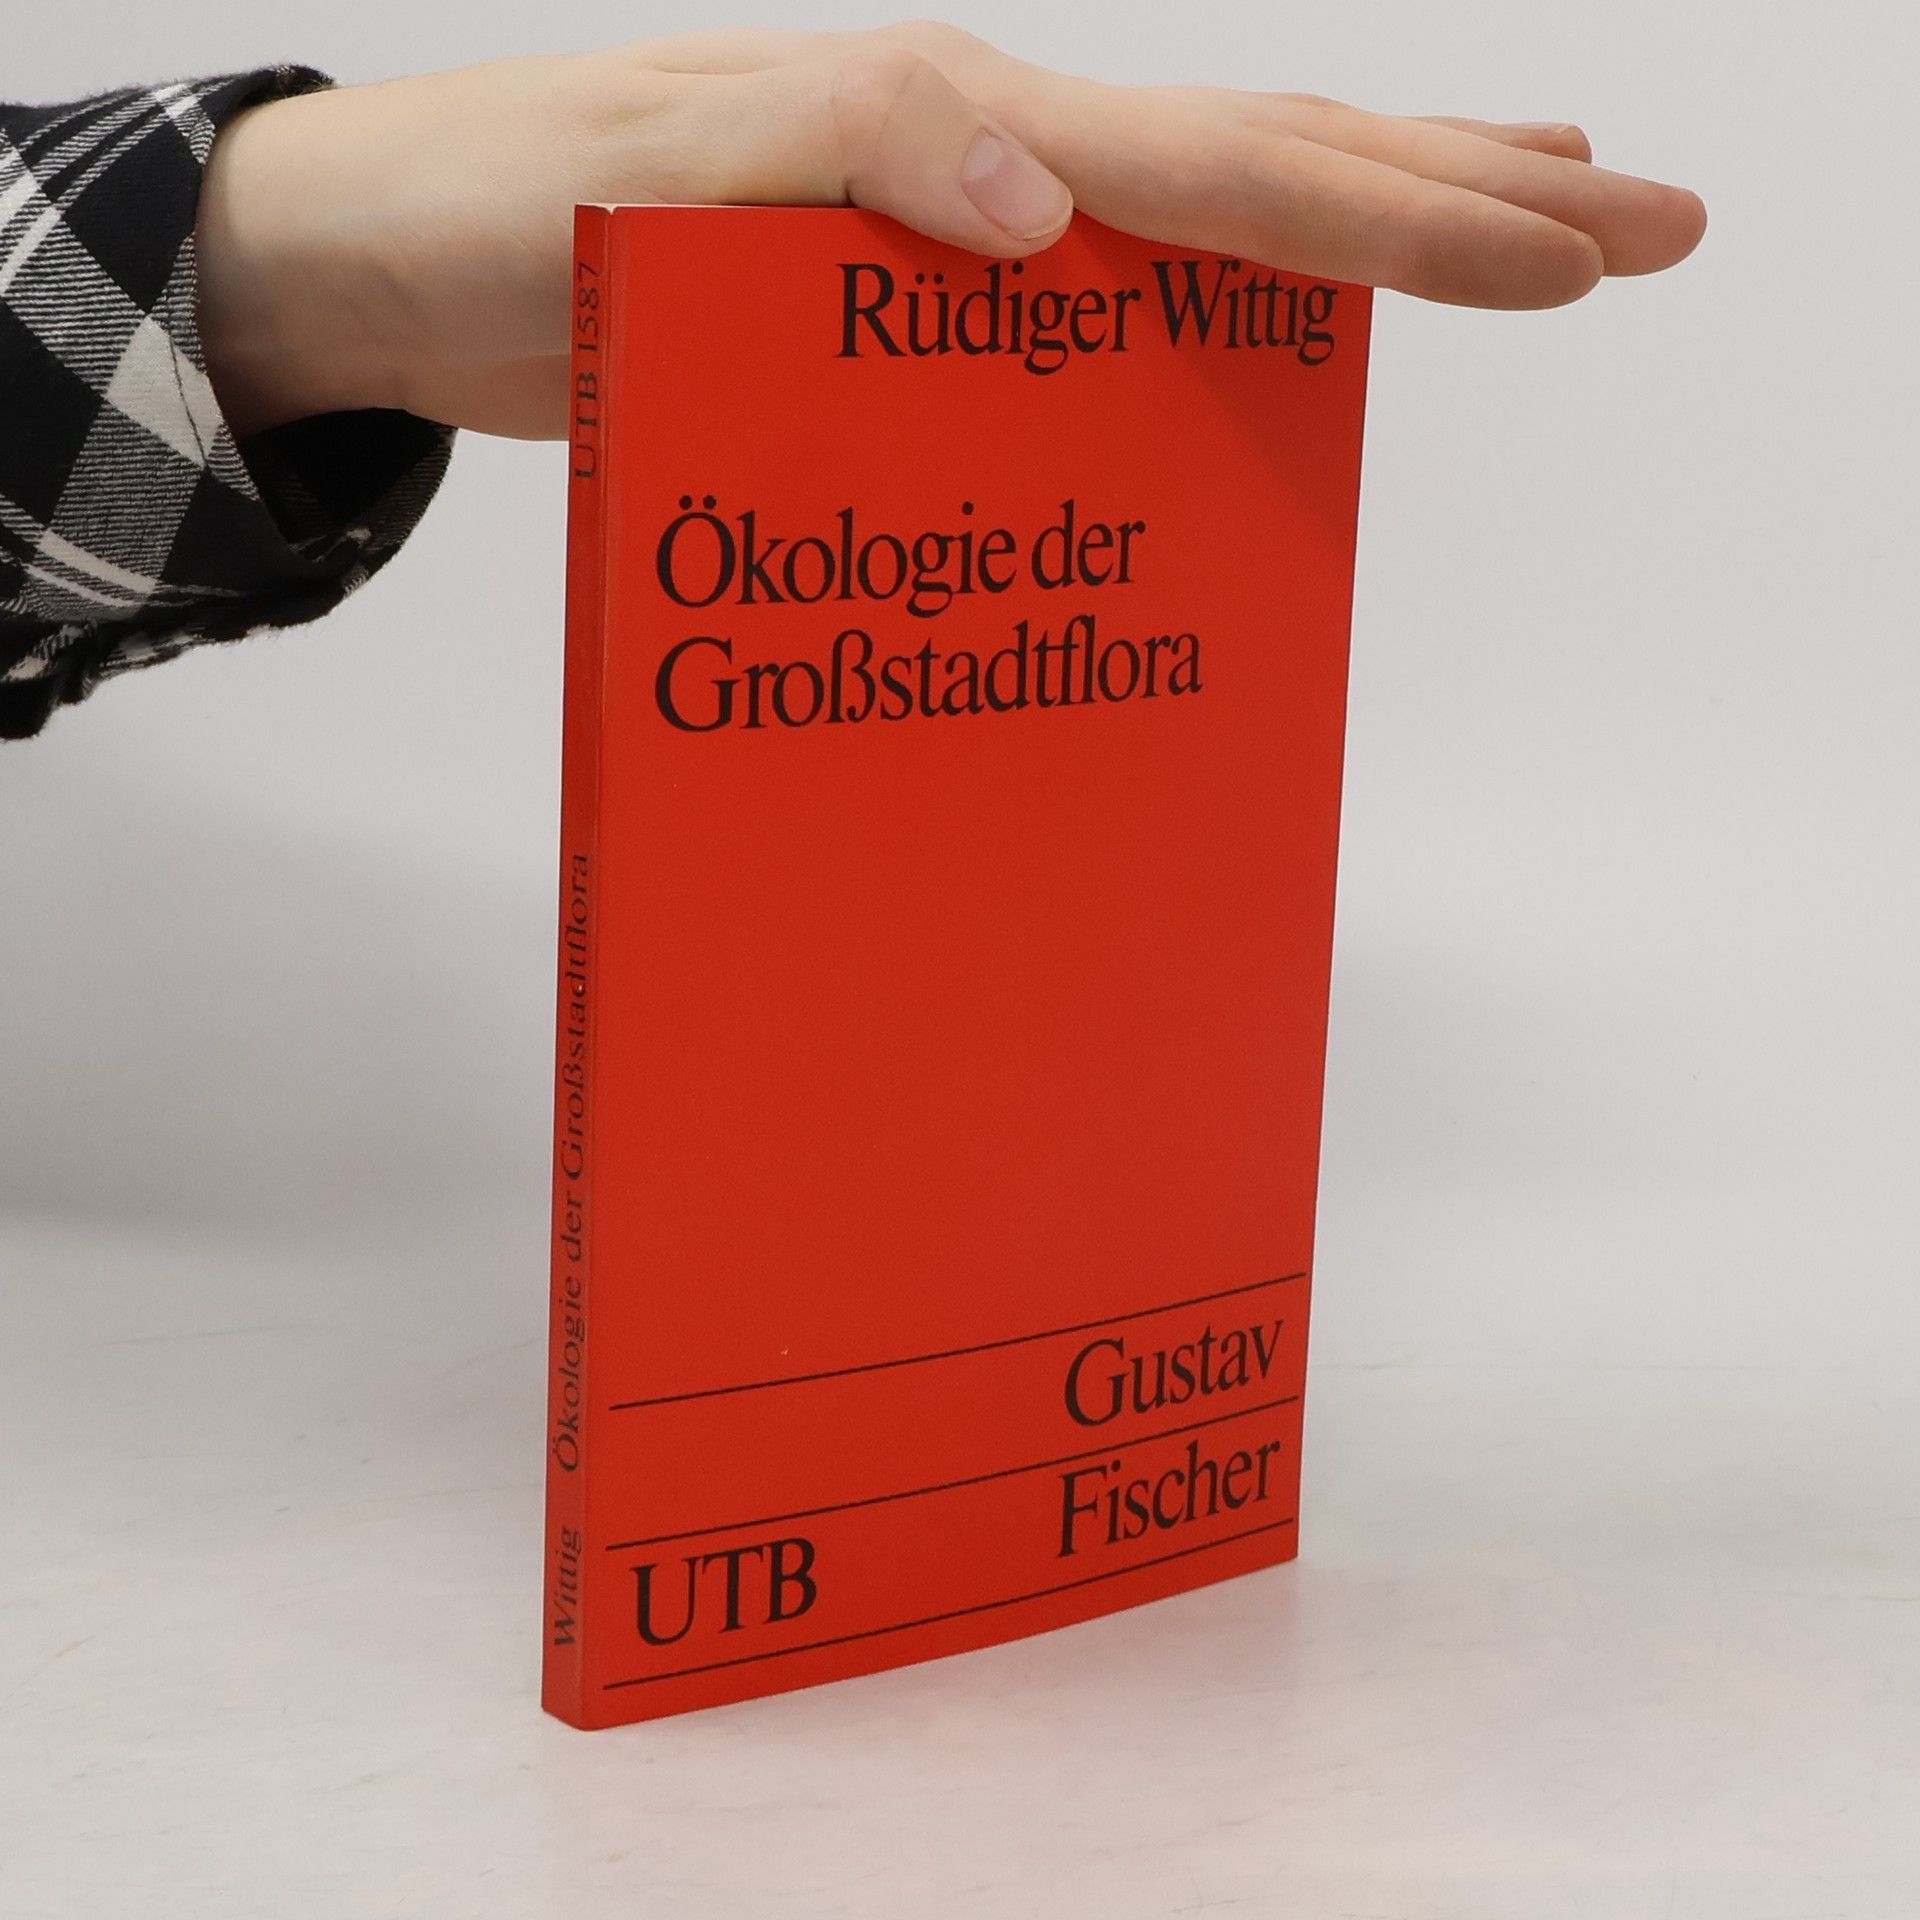 Rüdiger Wittig
Ökologie der
Großstadtflora
Gustav
Fischer
UTB
Wittig Ökologie der Großstadtflora UTB 1587